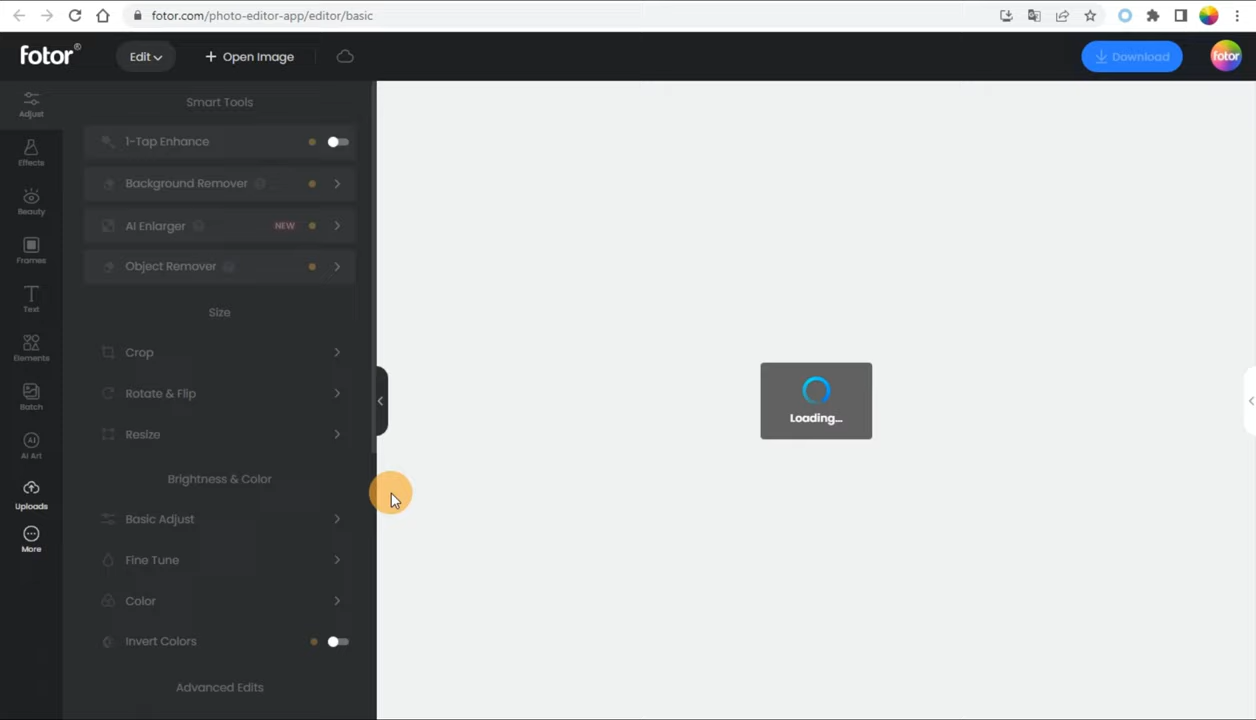 fotor.com/photo-editor-app/editor/basic
fotor®
Edit
+ Open Image
Download
fotor
Adjust
Effects
Beauty
Frames
Text
Elements
Batch
AI
AI Art
Uploads
More
Smart Tools
1-Tap Enhance
Background Remover
AI Enlarger
NEW
Object Remover
Size
Crop
Rotate & Flip
Resize
Brightness & Color
Basic Adjust
Fine Tune
Color
Invert Colors
Advanced Edits
Loading...